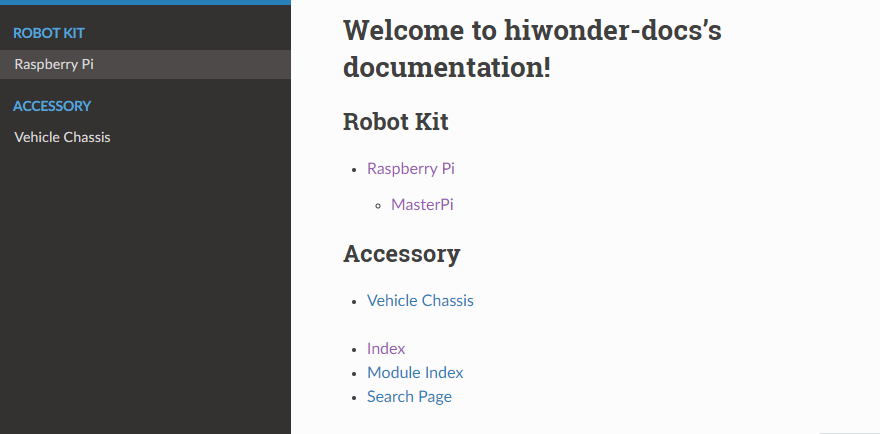 ROBOT KIT
Raspberry Pi
ACCESSORY
Vehicle Chassis
Welcome to hiwonder-docs’s
documentation!
Robot Kit
Raspberry Pi
MasterPi
Accessory
Vehicle Chassis
Index
Module Index
Search Page